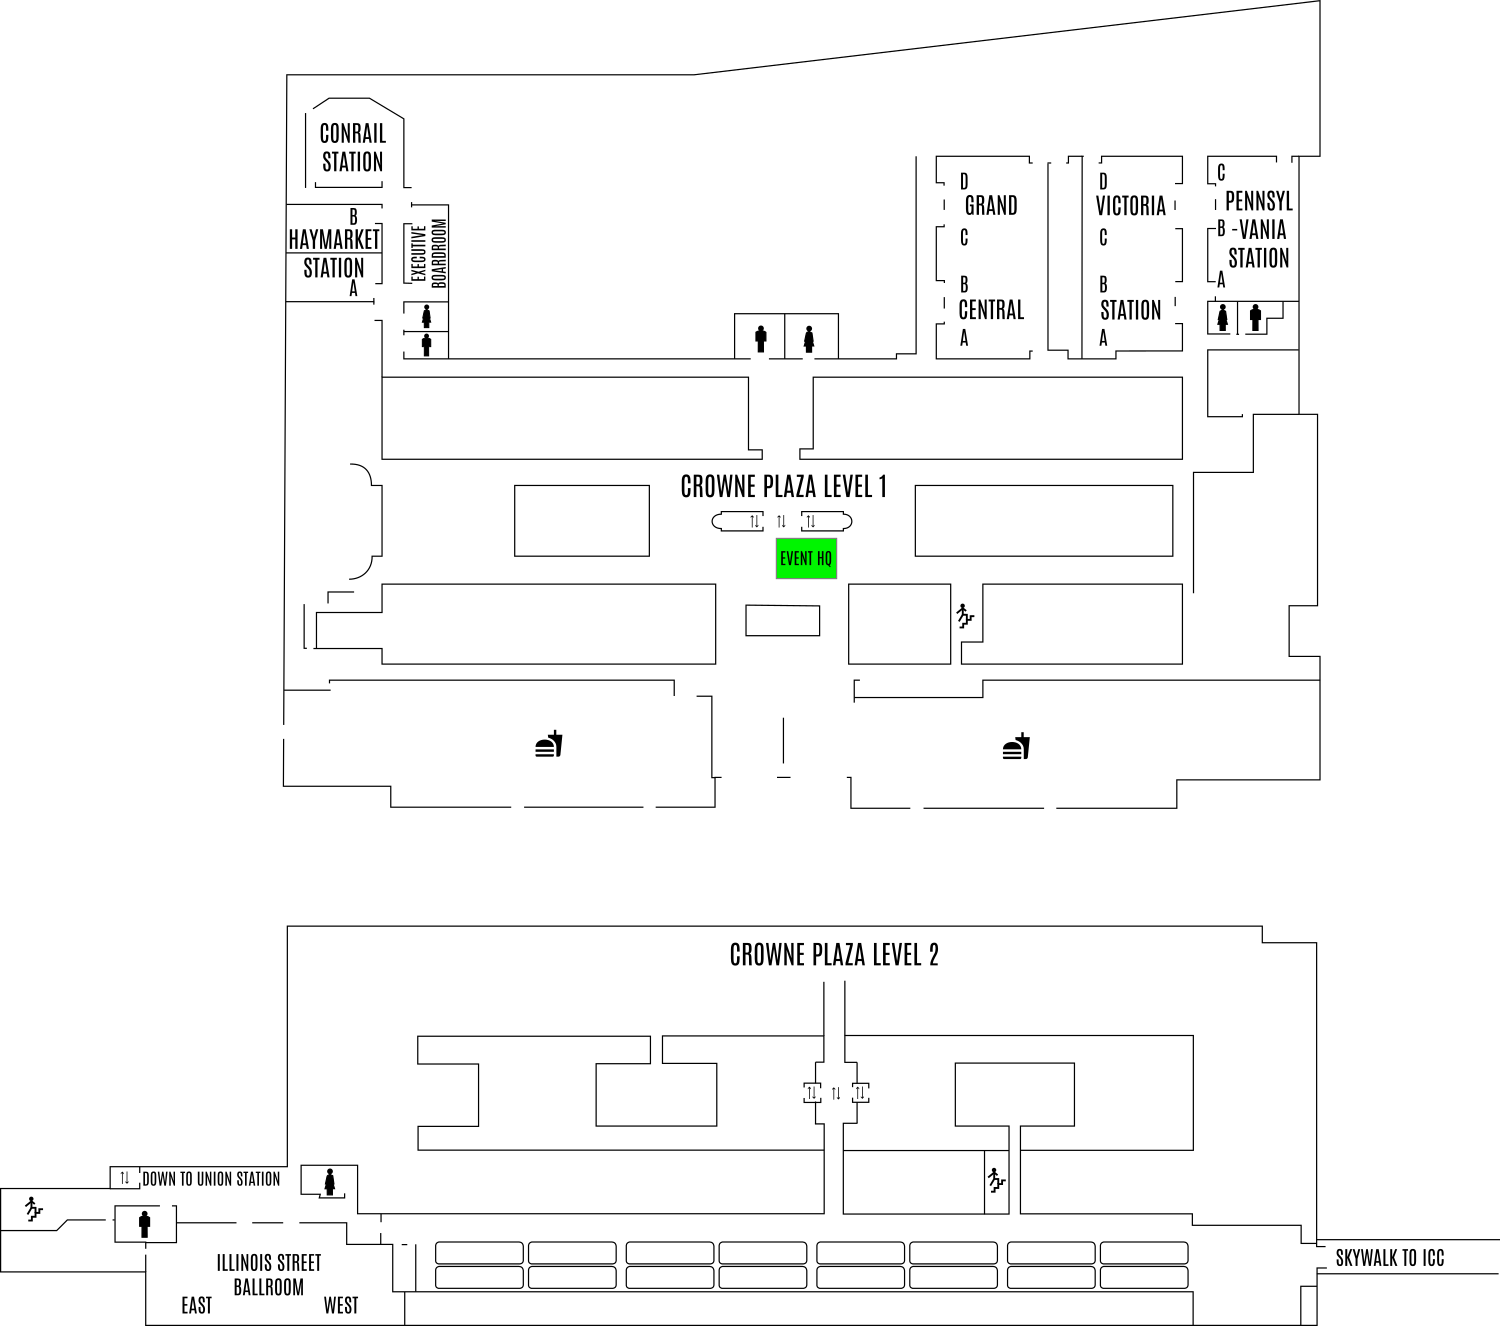 CONRAIL
STATION
B
HAYMARKET
STATION
A
EXECUTIVE
BOARDROOM
D
GRAND
C
B
CENTRAL
A
D
VICTORIA
C
B
STATION
A
C
PENNSYL
B -VANIA
STATION
A
CROWNE PLAZA LEVEL 1
EVENT HQ
CROWNE PLAZA LEVEL 2
DOWN TO UNION STATION
ILLINOIS STREET
BALLROOM
EAST WEST
SKYWALK TO ICC